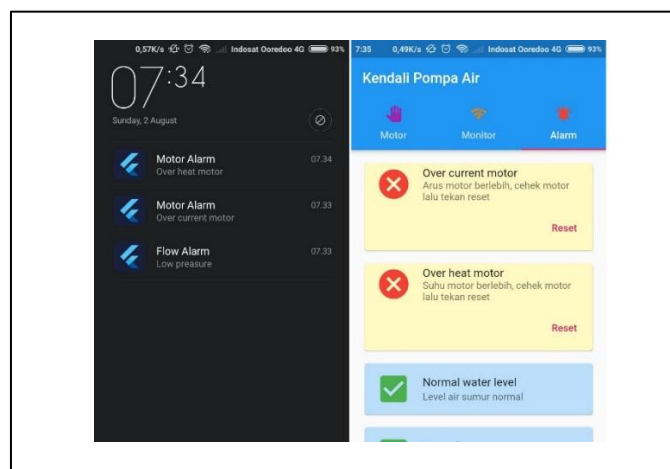 0,57K/s Indosat Ooredoo 4G 93%
07:34
Sunday, 2 August
Motor Alarm 07.34
Over heat motor
Motor Alarm 07.33
Over current motor
Flow Alarm 07.33
Low preasure
7:35 0,49K/s Indosat Ooredoo 4G 93%
Kendali Pompa Air
Motor Monitor Alarm
Over current motor
Arus motor berlebih, cehek motor
lalu tekan reset
Reset
Over heat motor
Suhu motor berlebih, cehek motor
lalu tekan reset
Reset
Normal water level
Level air sumur normal